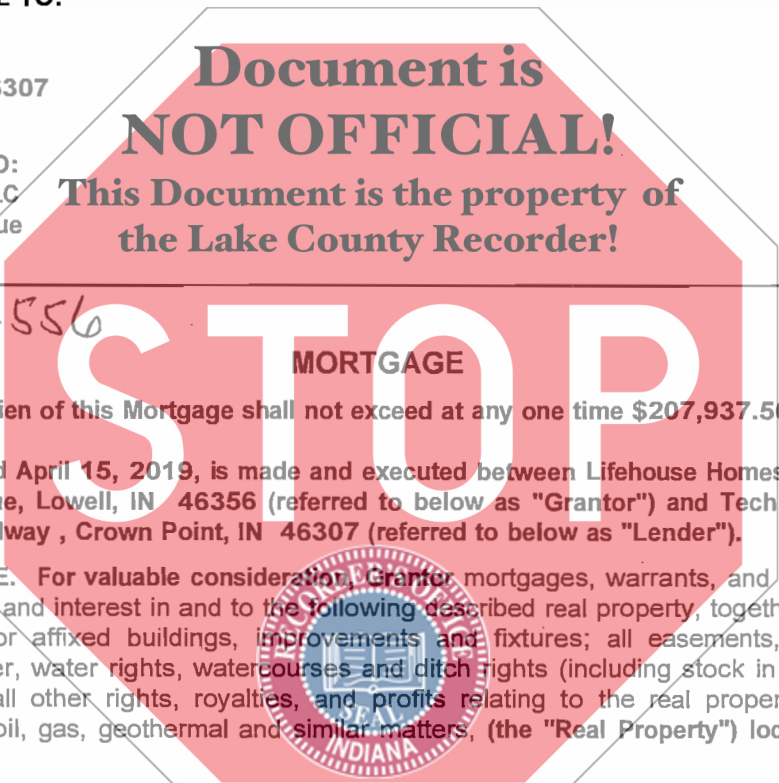 TO:
Document is
NOT OFFICIAL!
6307
This Document is the property of
the Lake County Recorder!
O:
LC
ue
556
STOP
MORTGAGE
ien of this Mortgage shall not exceed at any one time $207,937.50
d April 15, 2019, is made and executed between Lifehouse Homes
ue, Lowell, IN 46356 (referred to below as "Grantor") and Tech
lway , Crown Point, IN 46307 (referred to below as "Lender").
E. For valuable consideration, Grantor mortgages, warrants, and
and interest in and to the following described real property, togeth
or affixed buildings, improvements and fixtures; all easements,
er, water rights, watercourses and ditch rights (including stock in
all other rights, royalties, and profits relating to the real proper
oil, gas, geothermal and similar matters, (the "Real Property") loc
RECORDER'S OFFICE
SEAL
INDIANA